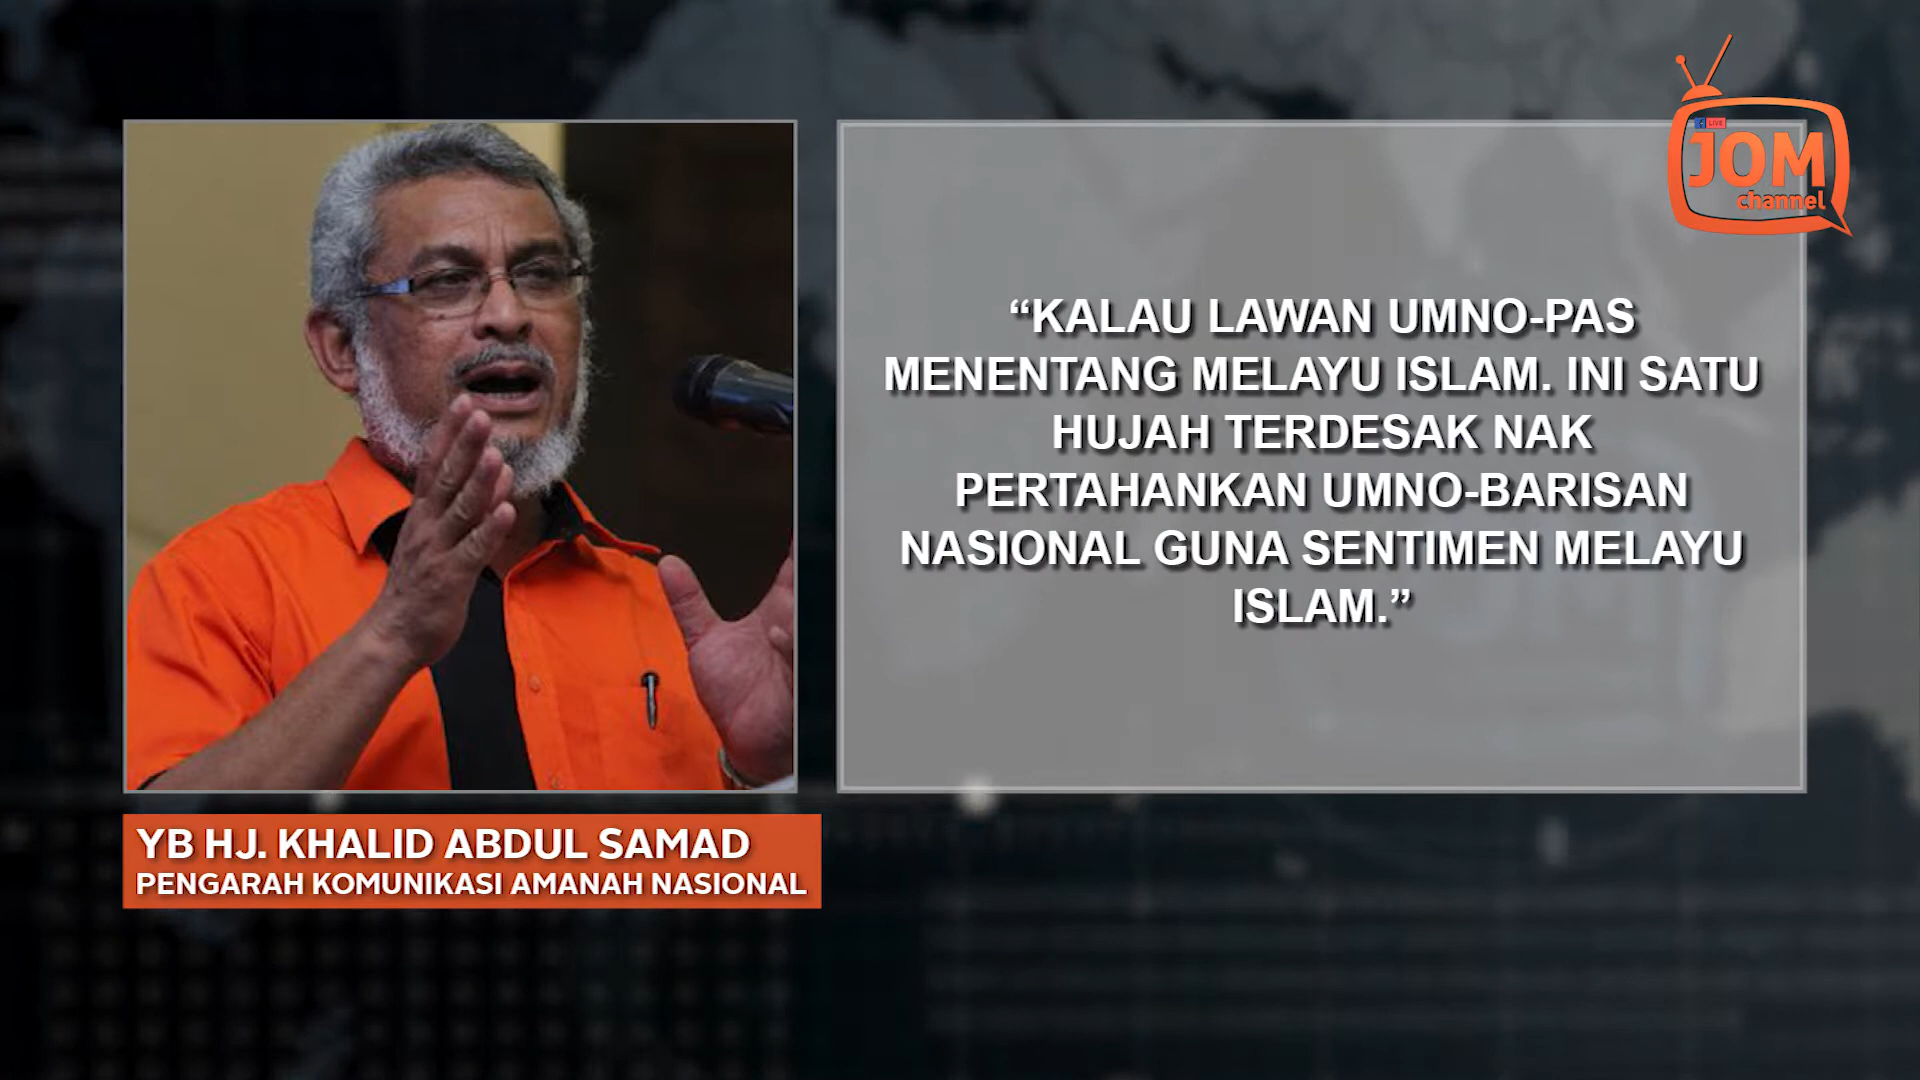 LIVE
JOM
channel
“KALAU LAWAN UMNO-PAS
MENENTANG MELAYU ISLAM. INI SATU
HUJAH TERDESAK NAK
PERTAHANKAN UMNO-BARISAN
NASIONAL GUNA SENTIMEN MELAYU
ISLAM.”
YB HJ. KHALID ABDUL SAMAD
PENGARAH KOMUNIKASI AMANAH NASIONAL